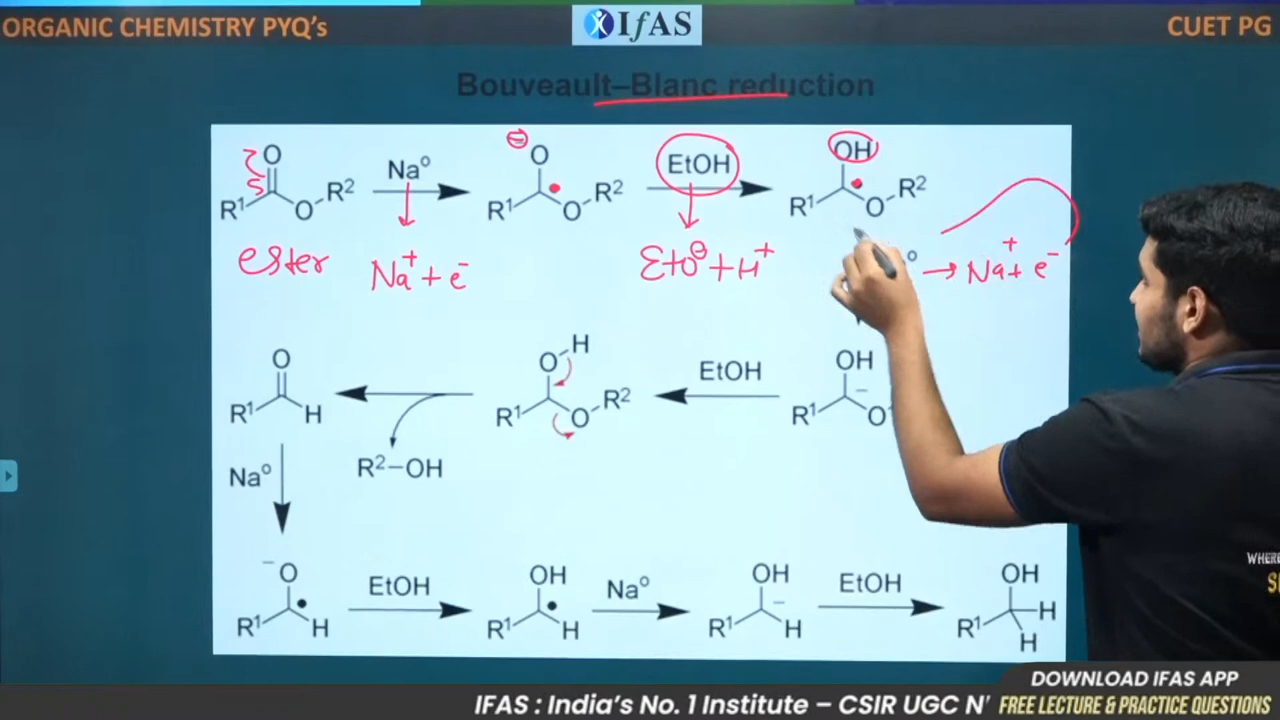 ORGANIC CHEMISTRY PYQ's
IfAS
CUET PG
Bouveault–Blanc reduction
O
R¹ O R²
Na⁰
⊖
O
R¹ O R²
EtOH
OH
R¹ O R²
ester
Na⁺ + e⁻
EtO⊖ + H⁺
⁰ → Na⁺ + e⁻
O
R¹ H
R²–OH
O–H
R¹ O R²
EtOH
OH
R¹ – O
Na⁰
⁻O
R¹ H
EtOH
OH
R¹ H
Na⁰
OH
R¹ – H
EtOH
OH
R¹ H
H
DOWNLOAD IFAS APP
IFAS : India's No. 1 Institute – CSIR UGC
FREE LECTURE & PRACTICE QUESTIONS